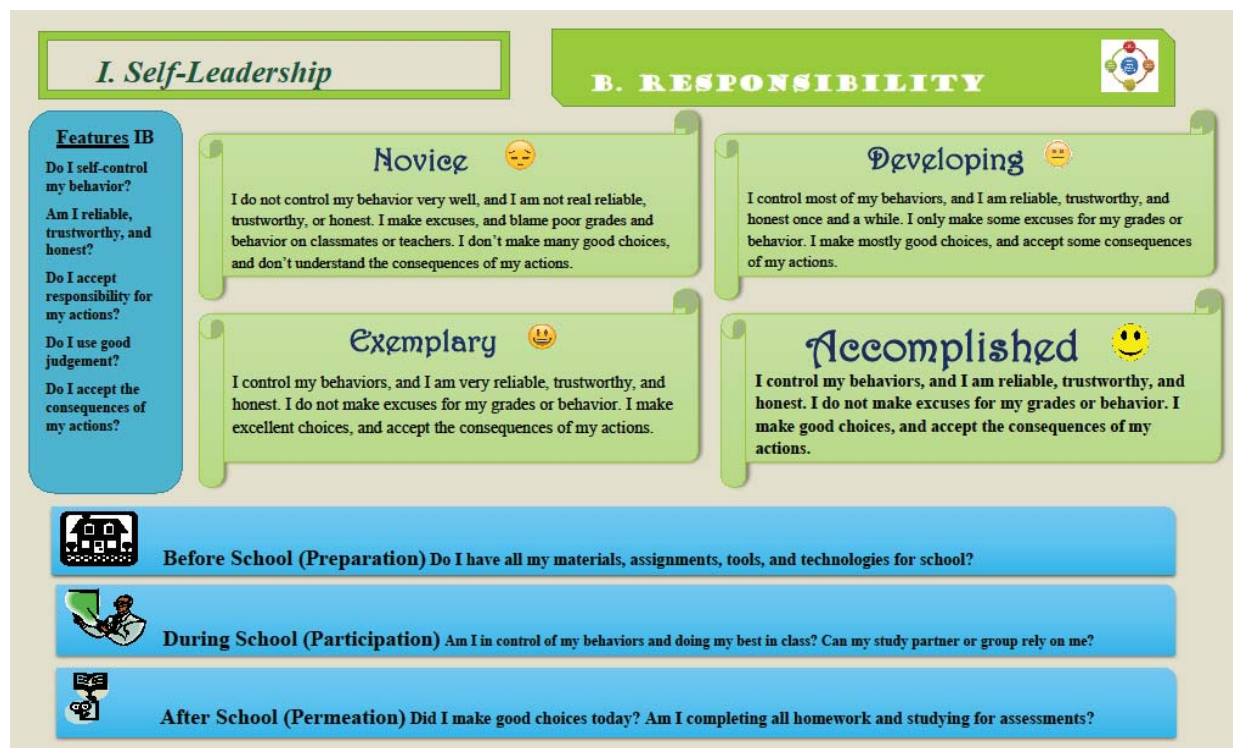 I. Self-Leadership
B. RESPONSIBILITY
Features IB
Do I self-control
my behavior?
Am I reliable,
trustworthy, and
honest?
Do I accept
responsibility for
my actions?
Do I use good
judgement?
Do I accept the
consequences of
my actions?
Novice
I do not control my behavior very well, and I am not real reliable,
trustworthy, or honest. I make excuses, and blame poor grades and
behavior on classmates or teachers. I don't make many good choices,
and don't understand the consequences of my actions.
Developing
I control most of my behaviors, and I am reliable, trustworthy, and
honest once and a while. I only make some excuses for my grades or
behavior. I make mostly good choices, and accept some consequences
of my actions.
Exemplary
I control my behaviors, and I am very reliable, trustworthy, and
honest. I do not make excuses for my grades or behavior. I make
excellent choices, and accept the consequences of my actions.
Accomplished
I control my behaviors, and I am reliable, trustworthy, and
honest. I do not make excuses for my grades or behavior. I
make good choices, and accept the consequences of my
actions.
Before School (Preparation) Do I have all my materials, assignments, tools, and technologies for school?
During School (Participation) Am I in control of my behaviors and doing my best in class? Can my study partner or group rely on me?
After School (Permeation) Did I make good choices today? Am I completing all homework and studying for assessments?